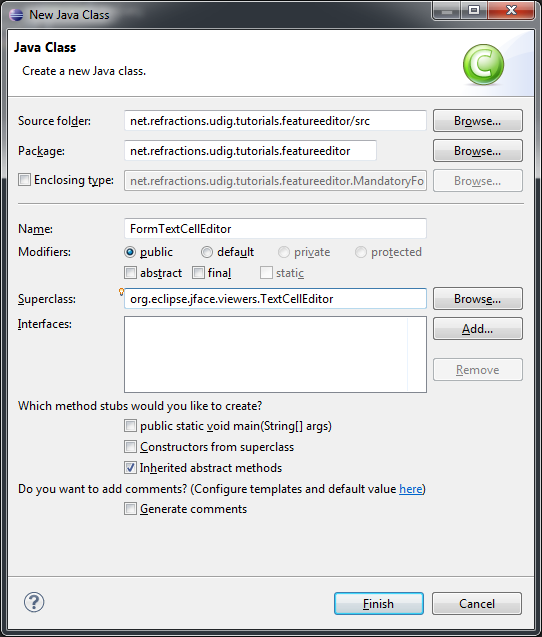 New Java Class
Java Class
Create a new Java class.
C
Source folder: net.refractions.udig.tutorials.featureeditor/src Browse...
Package: net.refractions.udig.tutorials.featureeditor Browse...
Enclosing type: net.refractions.udig.tutorials.featureeditor.MandatoryFo Browse...
Name: FormTextCellEditor
Modifiers: public default private protected
abstract final static
Superclass: org.eclipse.jface.viewers.TextCellEditor Browse...
Interfaces: Add...
Remove
Which method stubs would you like to create?
public static void main(String[] args)
Constructors from superclass
Inherited abstract methods
Do you want to add comments? (Configure templates and default value here)
Generate comments
? Finish Cancel